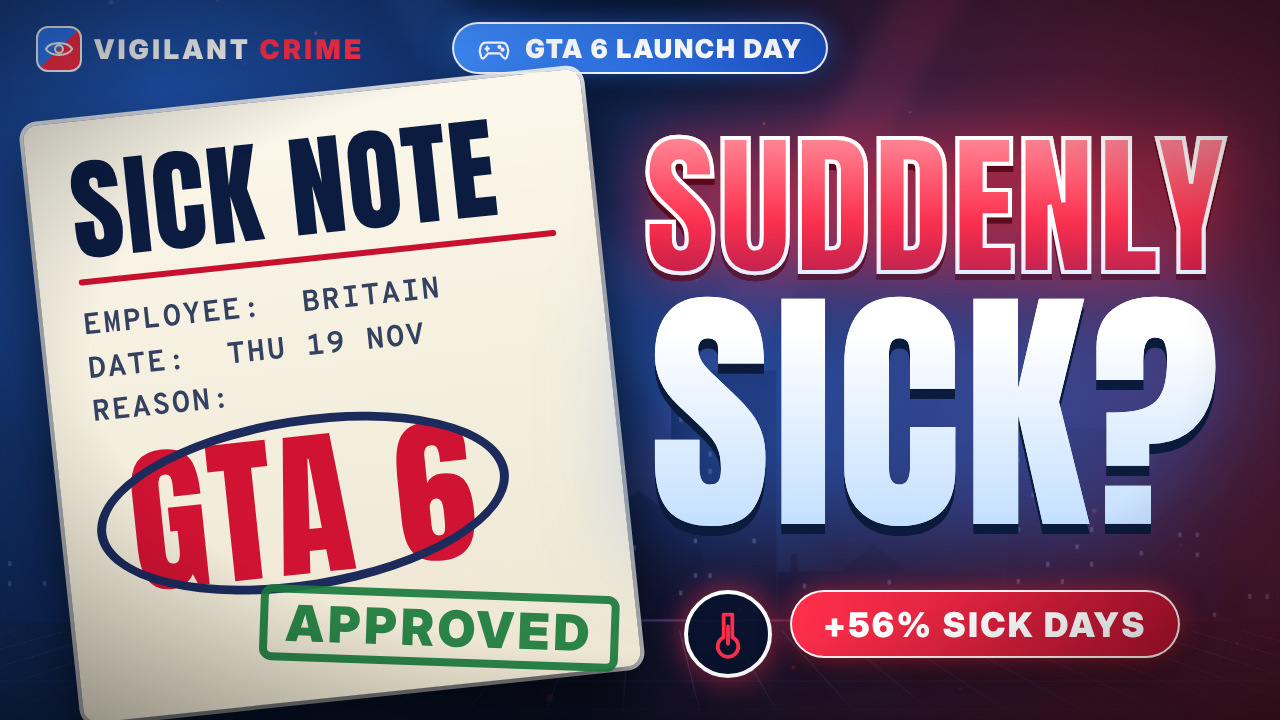 VIGILANT CRIME
GTA 6 LAUNCH DAY
SICK NOTE
EMPLOYEE: BRITAIN
DATE: THU 19 NOV
REASON:
GTA 6
APPROVED
SUDDENLY
SICK?
+56% SICK DAYS